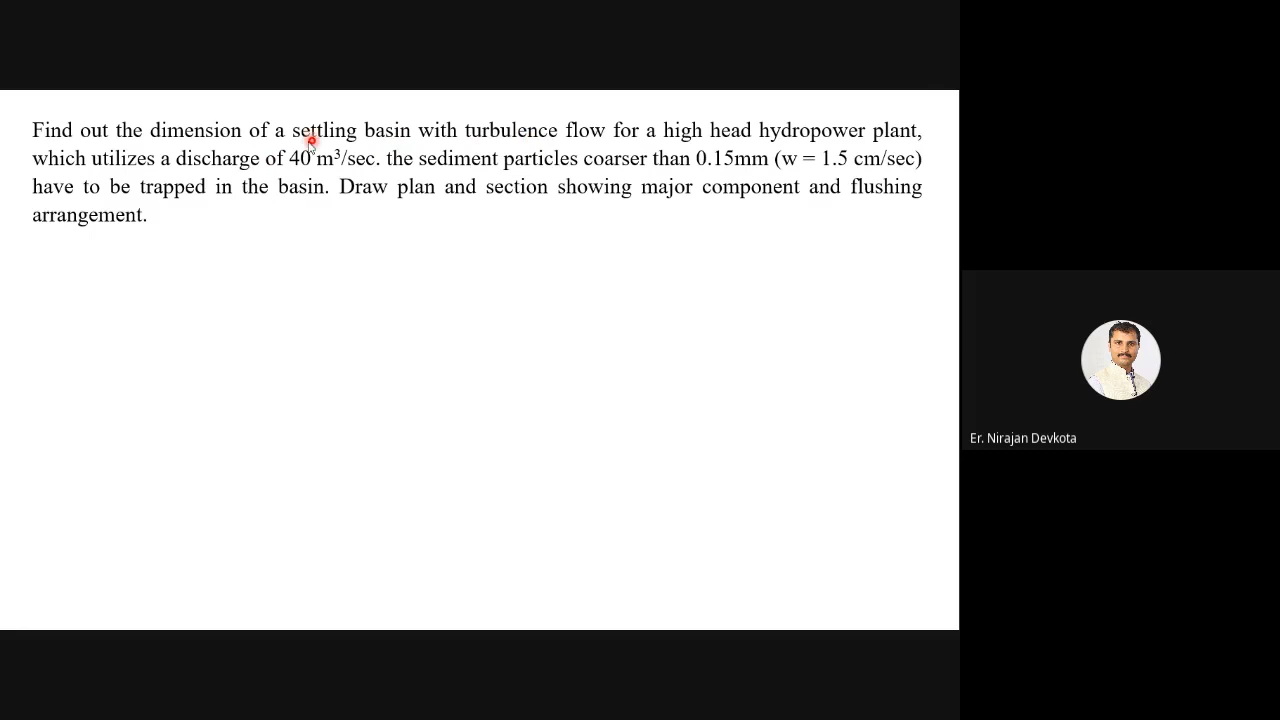 Find out the dimension of a settling basin with turbulence flow for a high head hydropower plant,
which utilizes a discharge of 40 m³/sec. the sediment particles coarser than 0.15mm (w = 1.5 cm/sec)
have to be trapped in the basin. Draw plan and section showing major component and flushing
arrangement.
Er. Nirajan Devkota